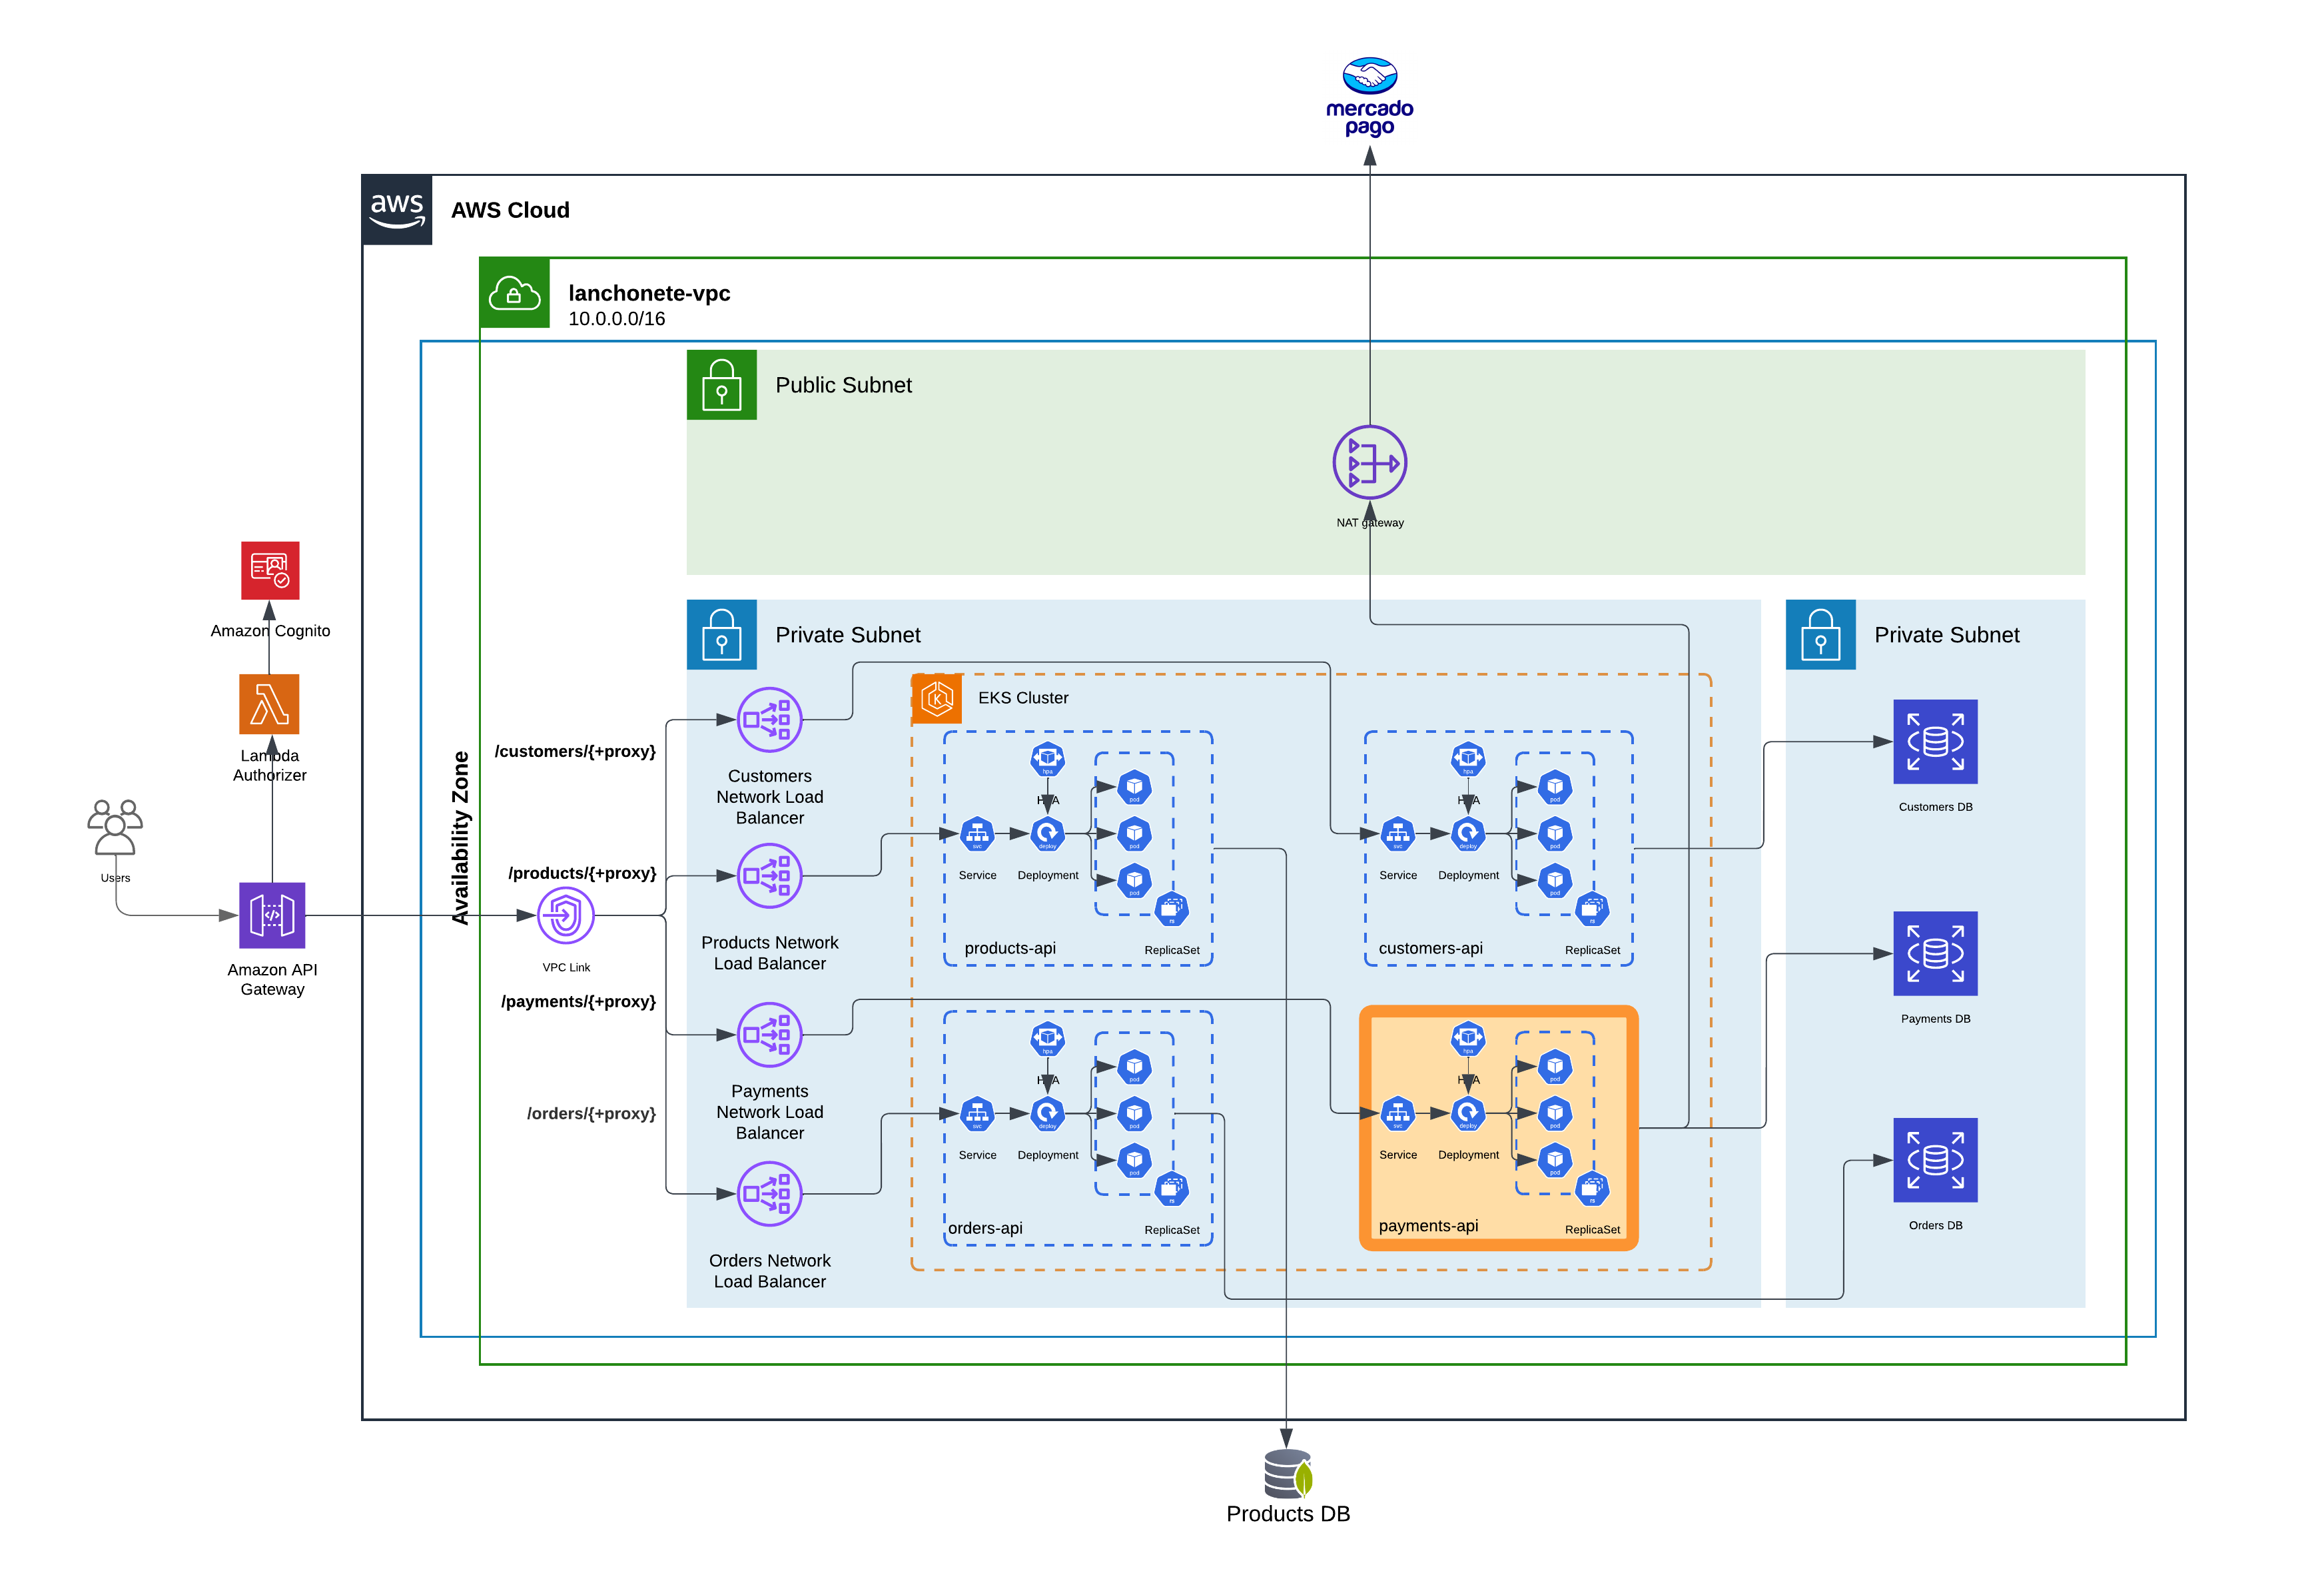 mercado
pago
aws
AWS Cloud
lanchonete-vpc
10.0.0.0/16
Public Subnet
NAT gateway
Amazon Cognito
Lambda
Authorizer
Users
Amazon API
Gateway
Availability Zone
VPC Link
/customers/{+proxy}
/products/{+proxy}
/payments/{+proxy}
/orders/{+proxy}
Private Subnet
Customers
Network Load
Balancer
Products Network
Load Balancer
Payments
Network Load
Balancer
Orders Network
Load Balancer
K
EKS Cluster
hpa
HPA
pod
pod
pod
svc
deploy
rs
Service
Deployment
products-api
ReplicaSet
hpa
HPA
pod
pod
pod
svc
deploy
rs
Service
Deployment
customers-api
ReplicaSet
hpa
HPA
pod
pod
pod
svc
deploy
rs
Service
Deployment
orders-api
ReplicaSet
hpa
HPA
pod
pod
pod
svc
deploy
rs
Service
Deployment
payments-api
ReplicaSet
Private Subnet
Customers DB
Payments DB
Orders DB
Products DB